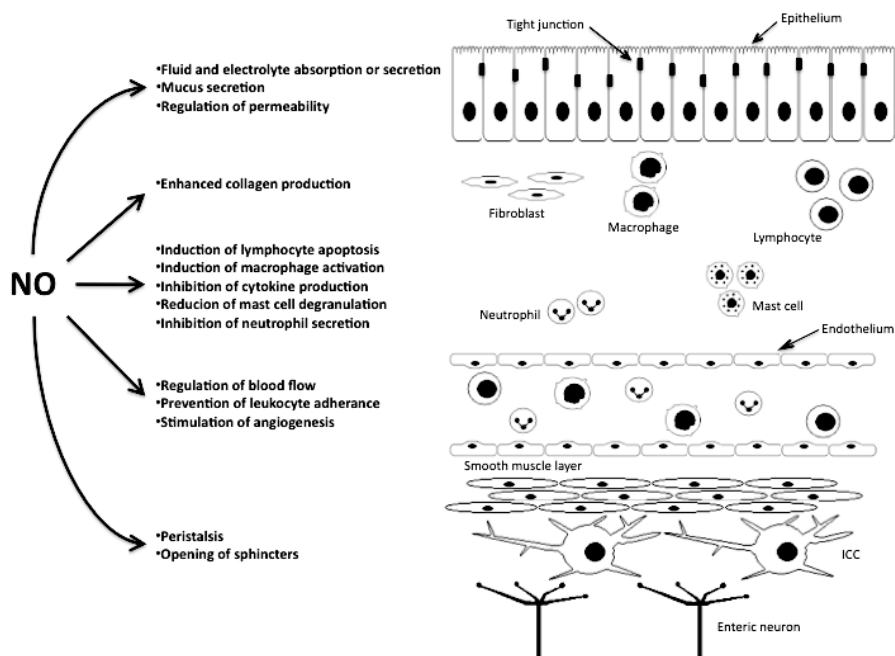 Tight junction
Epithelium
•Fluid and electrolyte absorption or secretion
•Mucus secretion
•Regulation of permeability
•Enhanced collagen production
Fibroblast
Macrophage
Lymphocyte
NO
•Induction of lymphocyte apoptosis
•Induction of macrophage activation
•Inhibition of cytokine production
•Reducion of mast cell degranulation
•Inhibition of neutrophil secretion
Neutrophil
Mast cell
Endothelium
•Regulation of blood flow
•Prevention of leukocyte adherance
•Stimulation of angiogenesis
Smooth muscle layer
•Peristalsis
•Opening of sphincters
ICC
Enteric neuron